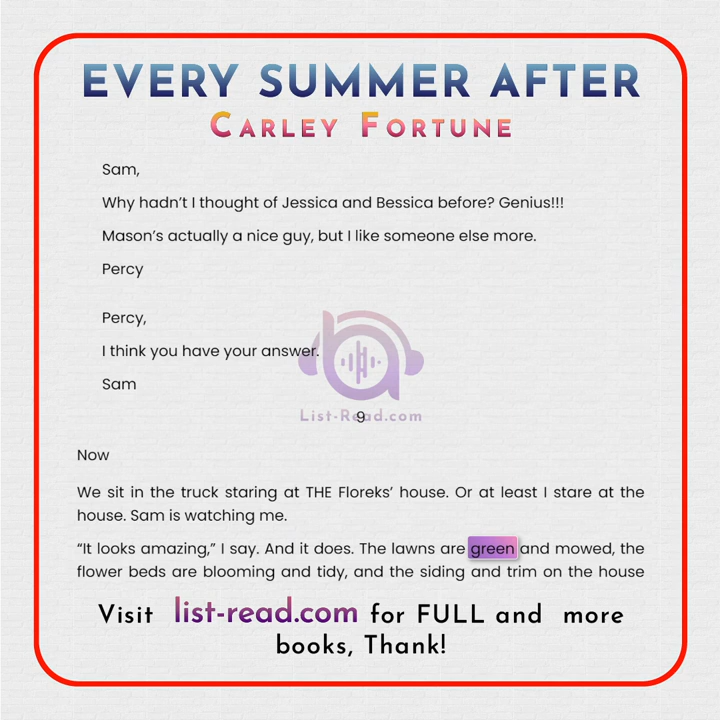 EVERY SUMMER AFTER
CARLEY FORTUNE
Sam,
Why hadn’t I thought of Jessica and Bessica before? Genius!!!
Mason’s actually a nice guy, but I like someone else more.
Percy
Percy,
I think you have your answer.
Sam
List-Read.com
9
Now
We sit in the truck staring at THE Floreks’ house. Or at least I stare at the
house. Sam is watching me.
“It looks amazing,” I say. And it does. The lawns are green and mowed, the
flower beds are blooming and tidy, and the siding and trim on the house
Visit list-read.com for FULL and more
books, Thank!